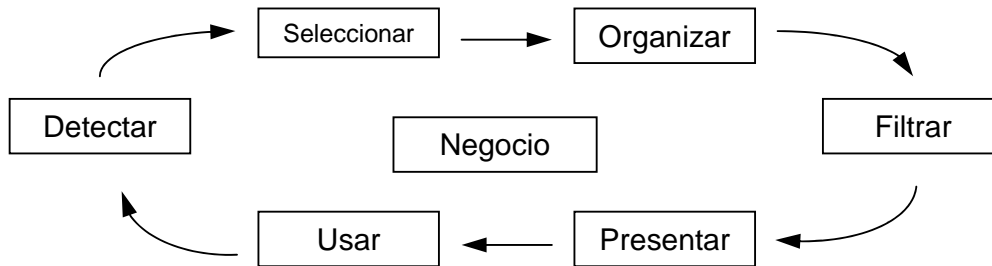 Seleccionar
Organizar
Detectar
Negocio
Filtrar
Usar
Presentar